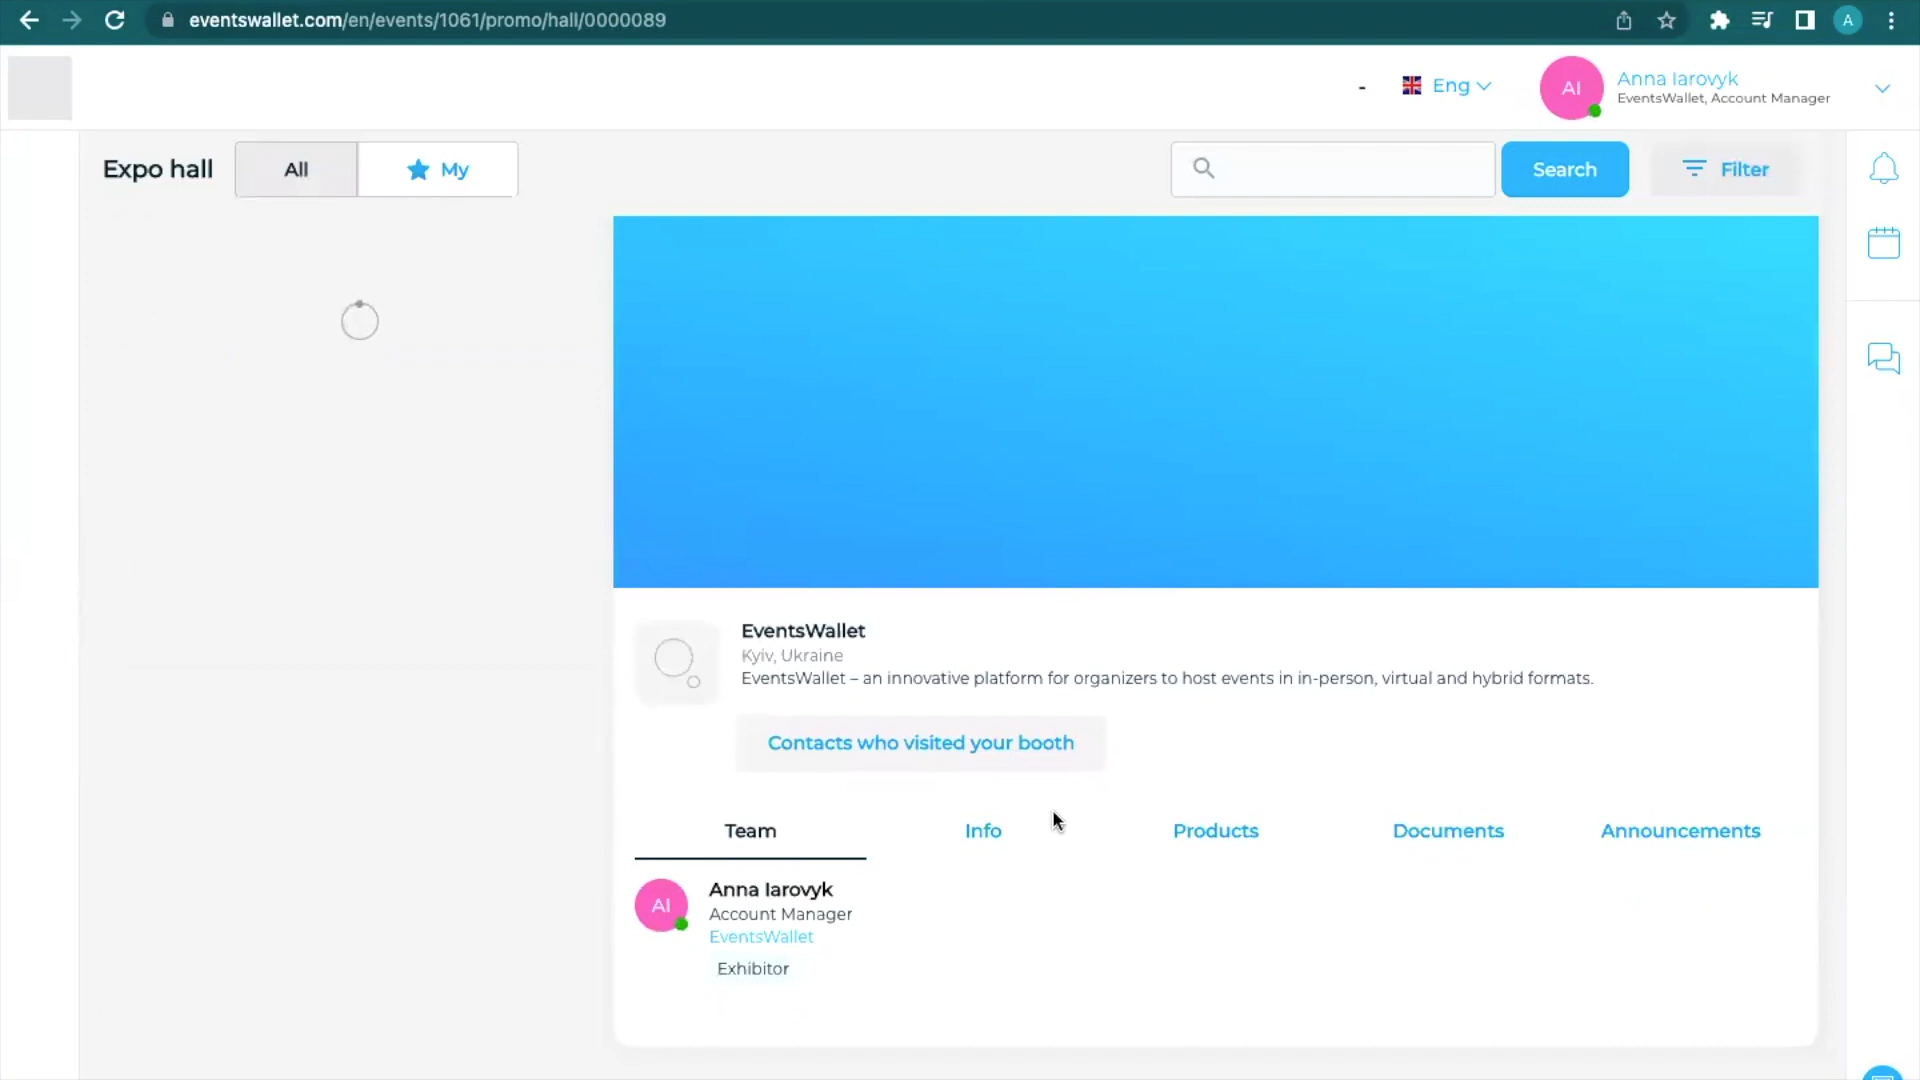 eventswallet.com/en/events/1061/promo/hall/0000089
A
-
Eng
AI
Anna Iarovyk
EventsWallet, Account Manager
Expo hall
All
My
Search
Filter
EventsWallet
Kyiv, Ukraine
EventsWallet – an innovative platform for organizers to host events in in-person, virtual and hybrid formats.
Contacts who visited your booth
Team
Info
Products
Documents
Announcements
AI
Anna Iarovyk
Account Manager
EventsWallet
Exhibitor